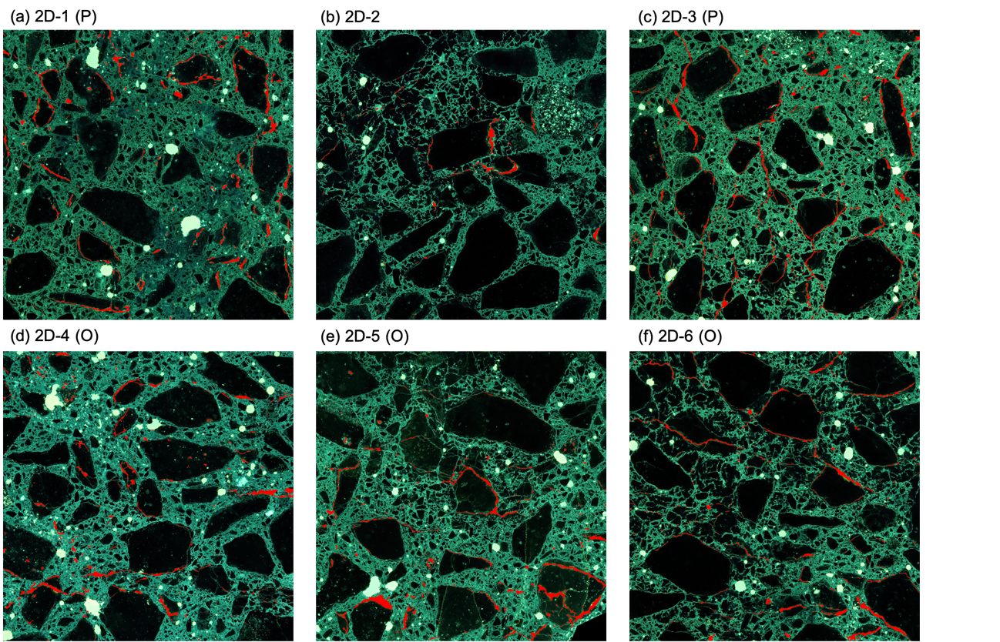 (a) 2D-1 (P)
(b) 2D-2
(c) 2D-3 (P)
(d) 2D-4 (O)
(e) 2D-5 (O)
(f) 2D-6 (O)